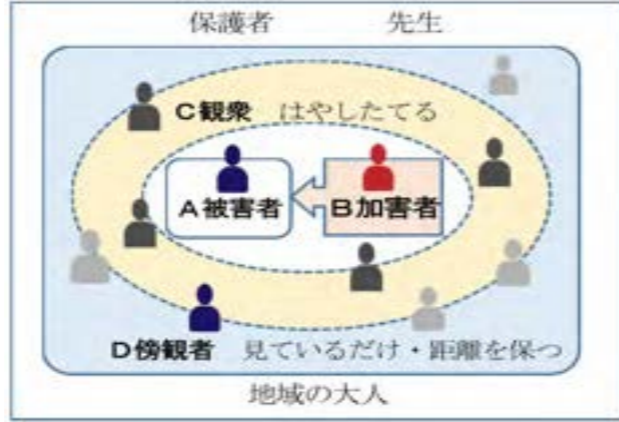 保護者　先生
C観衆　はやしたてる
A被害者　B加害者
D傍観者　見ているだけ・距離を保つ
地域の大人